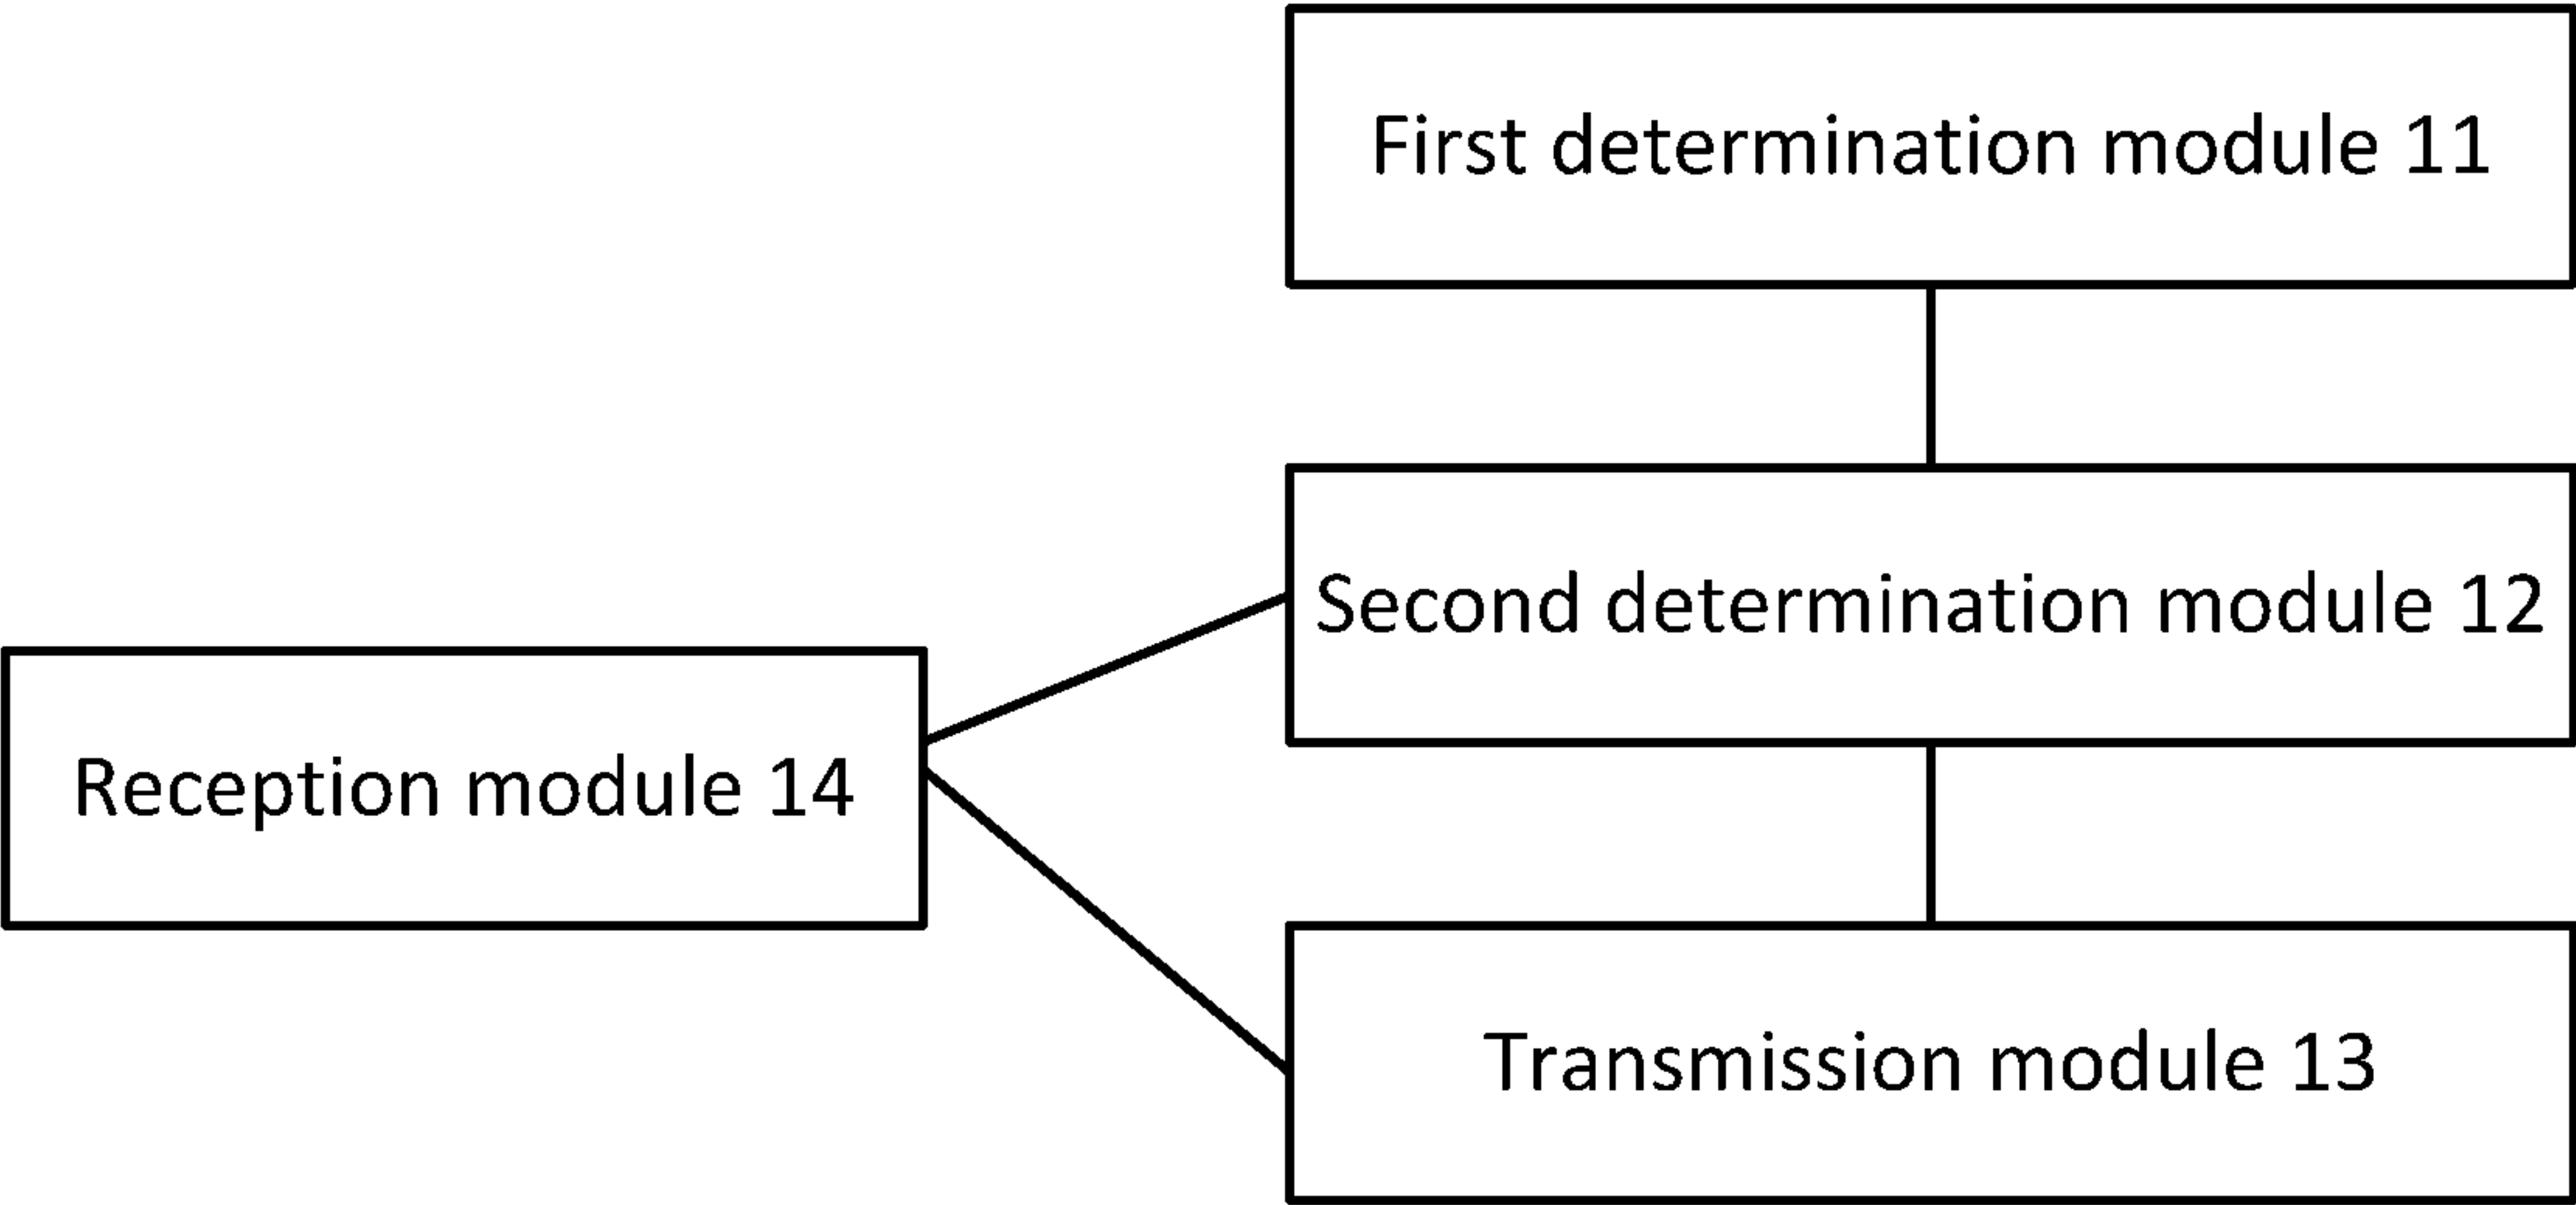 First determination module 11
Second determination module 12
Reception module 14
Transmission module 13